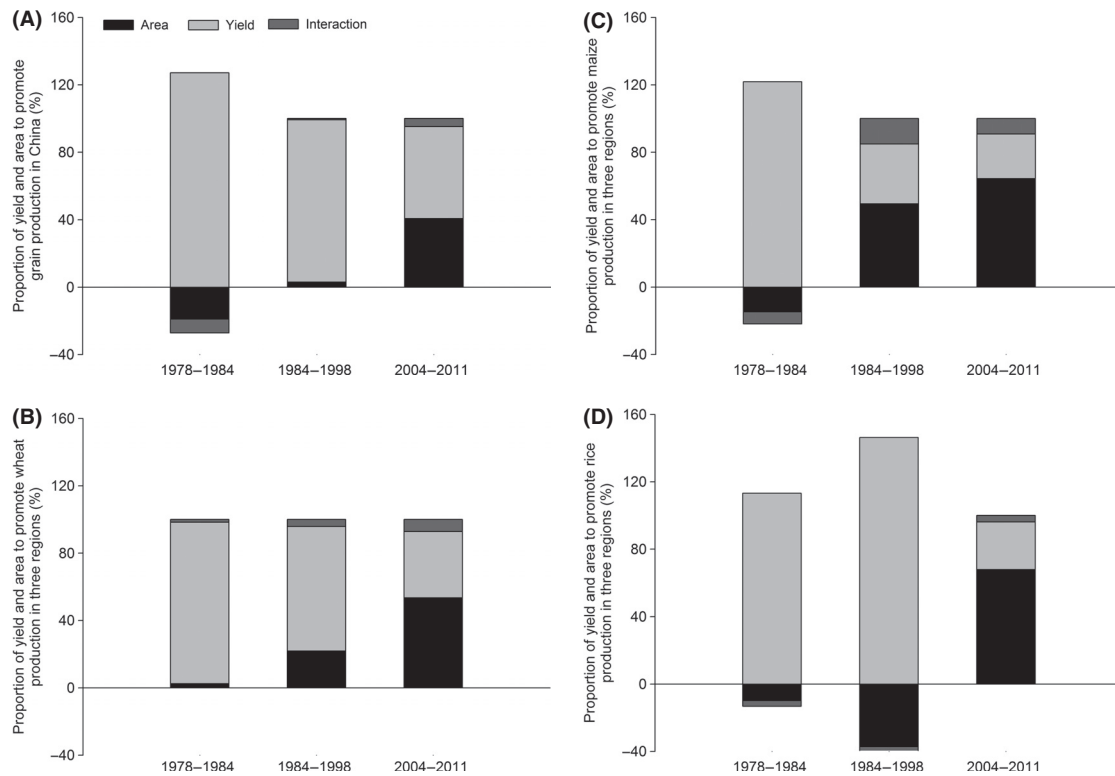 (A)
Area Yield Interaction
Proportion of yield and area to promote
grain production in China (%)
160
120
80
40
0
–40
1978–1984 1984–1998 2004–2011
(C)
Proportion of yield and area to promote maize
production in three regions (%)
160
120
80
40
0
–40
1978–1984 1984–1998 2004–2011
(B)
Proportion of yield and area to promote wheat
production in three regions (%)
160
120
80
40
0
–40
1978–1984 1984–1998 2004–2011
(D)
Proportion of yield and area to promote rice
production in three regions (%)
160
120
80
40
0
–40
1978–1984 1984–1998 2004–2011